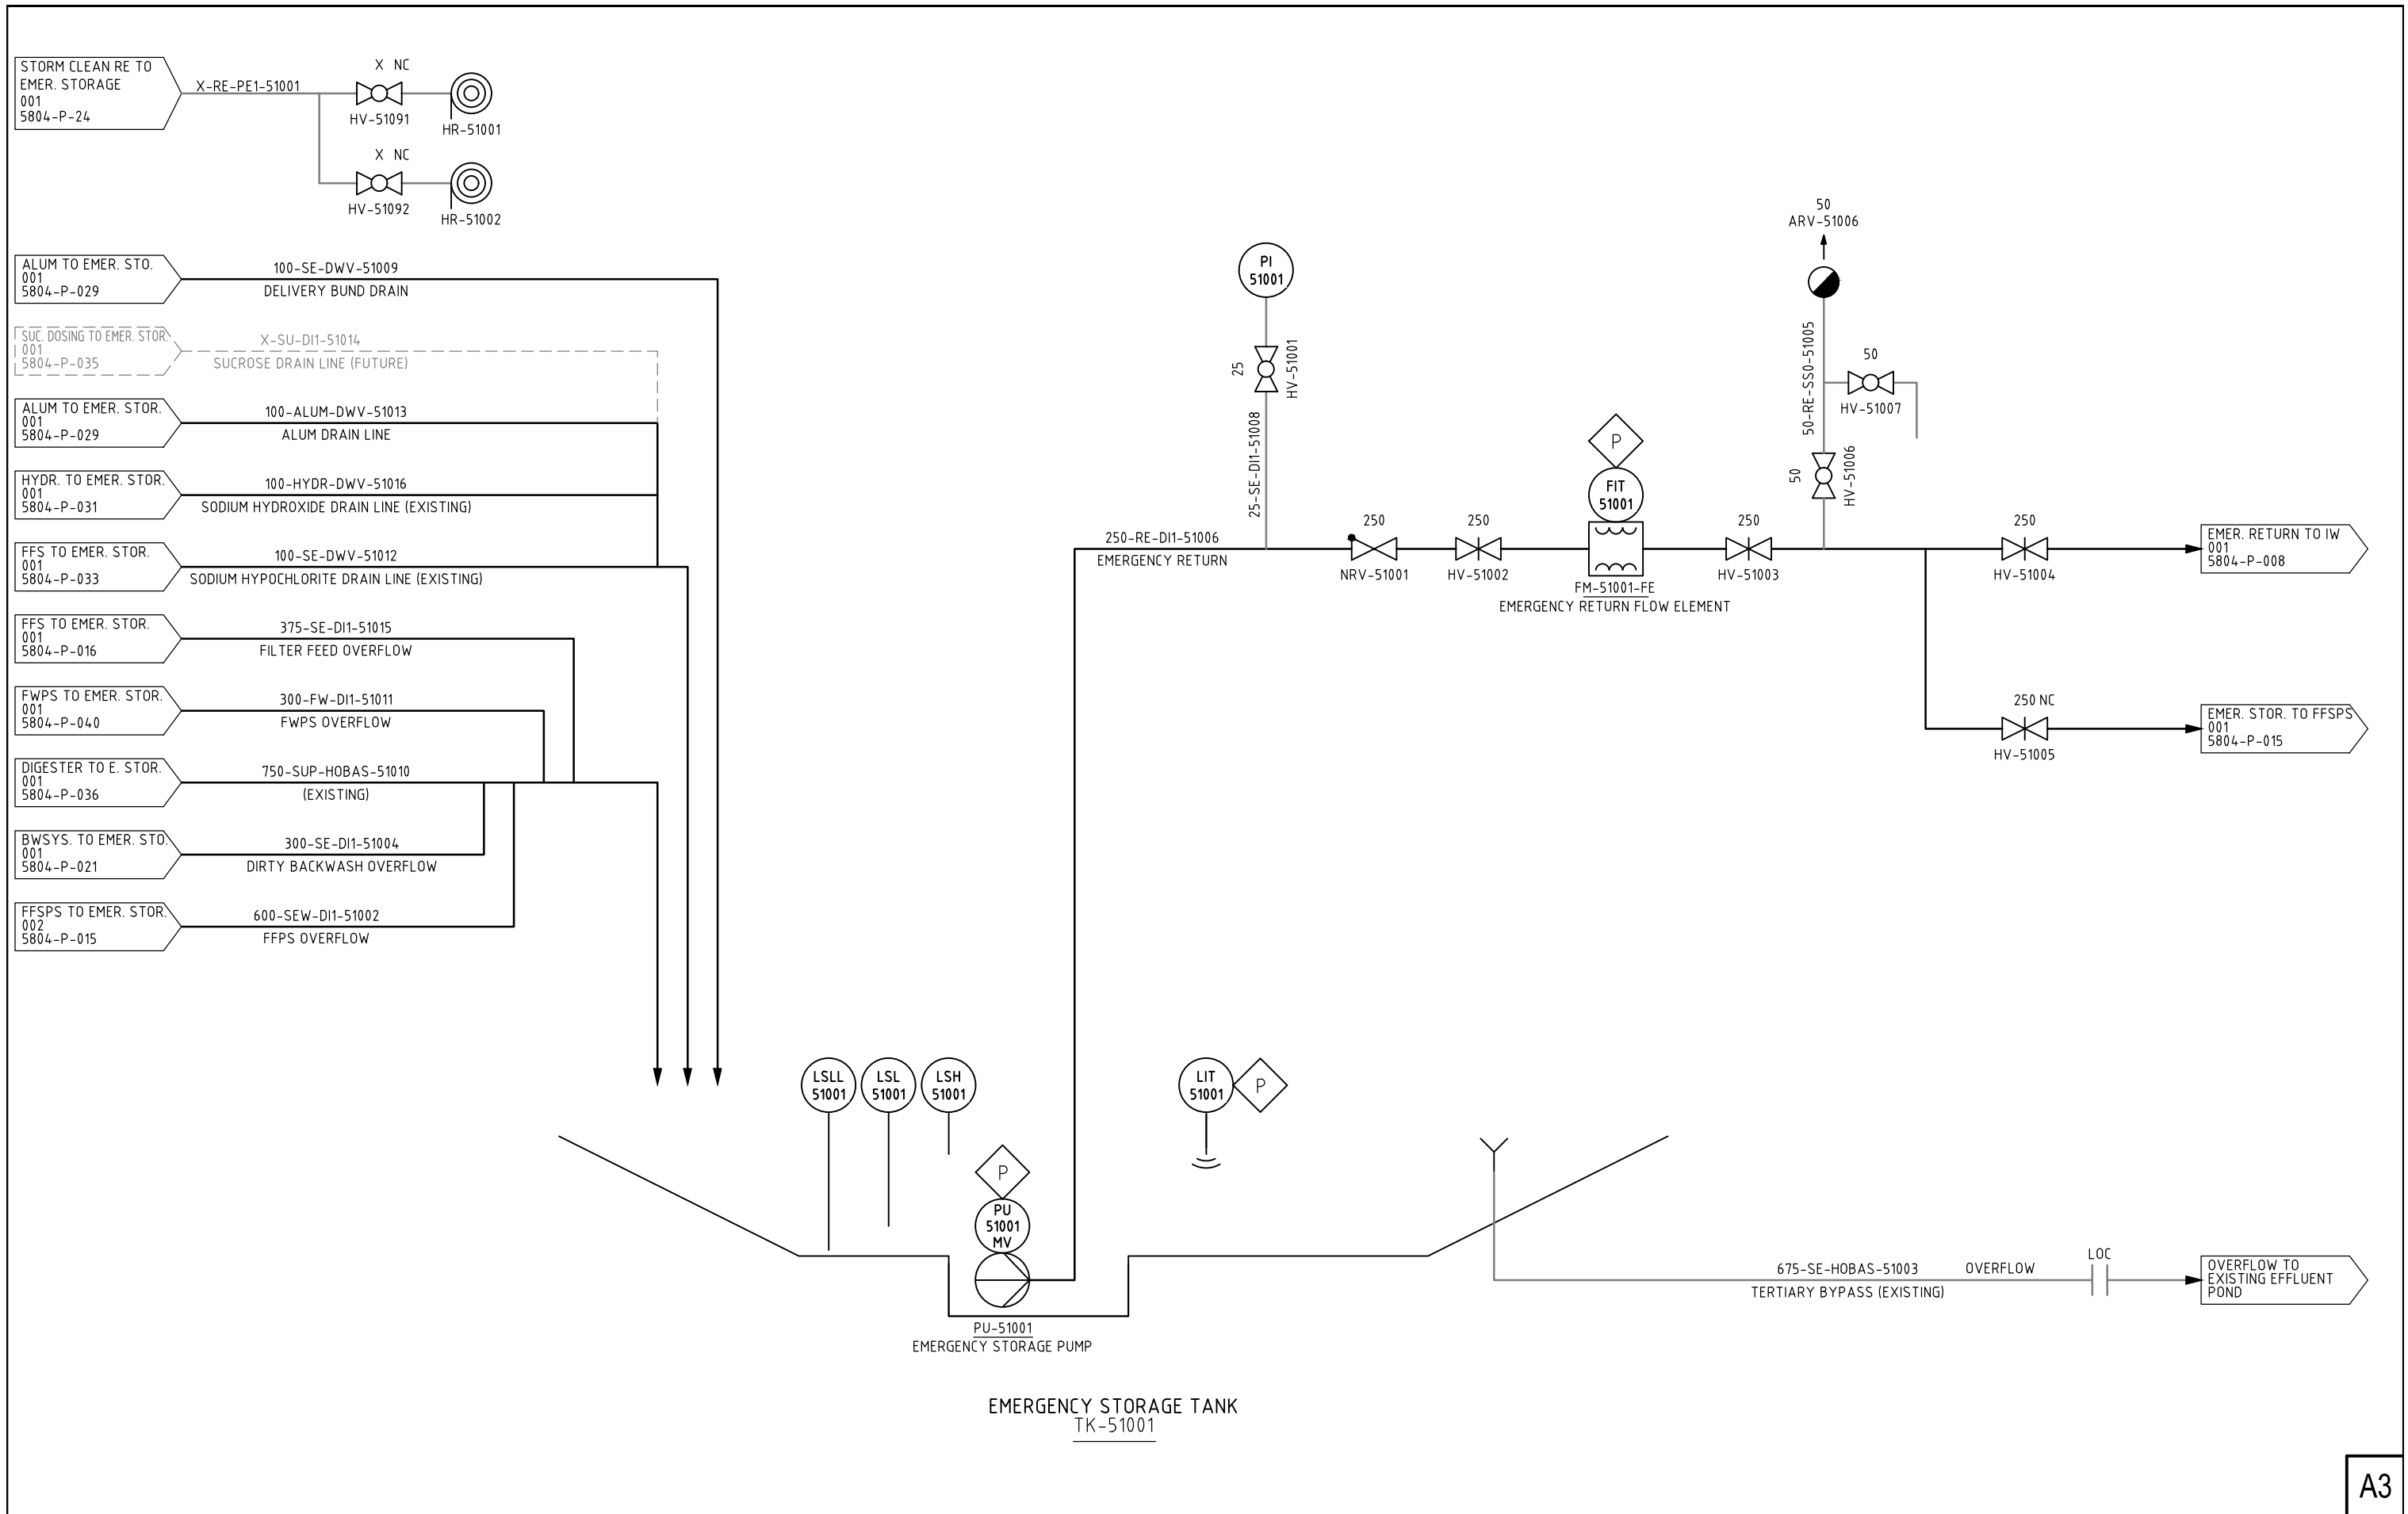 STORM CLEAN RE TO
EMER. STORAGE
001
5804-P-24
X-RE-PE1-51001
X NC
HV-51091
HR-51001
X NC
HV-51092
HR-51002
ALUM TO EMER. STO.
001
5804-P-029
100-SE-DWV-51009
DELIVERY BUND DRAIN
SUC. DOSING TO EMER. STOR.
001
5804-P-035
X-SU-DI1-51014
SUCROSE DRAIN LINE (FUTURE)
ALUM TO EMER. STOR.
001
5804-P-029
100-ALUM-DWV-51013
ALUM DRAIN LINE
HYDR. TO EMER. STOR.
001
5804-P-031
100-HYDR-DWV-51016
SODIUM HYDROXIDE DRAIN LINE (EXISTING)
FFS TO EMER. STOR.
001
5804-P-033
100-SE-DWV-51012
SODIUM HYPOCHLORITE DRAIN LINE (EXISTING)
FFS TO EMER. STOR.
001
5804-P-016
375-SE-DI1-51015
FILTER FEED OVERFLOW
FWPS TO EMER. STOR.
001
5804-P-040
300-FW-DI1-51011
FWPS OVERFLOW
DIGESTER TO E. STOR.
001
5804-P-036
750-SUP-HOBAS-51010
(EXISTING)
BWSYS. TO EMER. STO.
001
5804-P-021
300-SE-DI1-51004
DIRTY BACKWASH OVERFLOW
FFSPS TO EMER. STOR.
002
5804-P-015
600-SEW-DI1-51002
FFPS OVERFLOW
PI
51001
25
HV-51001
25-SE-DI1-51008
250-RE-DI1-51006
EMERGENCY RETURN
250
NRV-51001
250
HV-51002
P
FIT
51001
FM-51001-FE
EMERGENCY RETURN FLOW ELEMENT
250
HV-51003
50
ARV-51006
50-RE-SS0-51005
50
HV-51007
50
HV-51006
250
HV-51004
EMER. RETURN TO IW
001
5804-P-008
250 NC
HV-51005
EMER. STOR. TO FFSPS
001
5804-P-015
LSLL
51001
LSL
51001
LSH
51001
LIT
51001
P
P
PU
51001
MV
PU-51001
EMERGENCY STORAGE PUMP
675-SE-HOBAS-51003
OVERFLOW
TERTIARY BYPASS (EXISTING)
LOC
OVERFLOW TO
EXISTING EFFLUENT
POND
EMERGENCY STORAGE TANK
TK-51001
A3